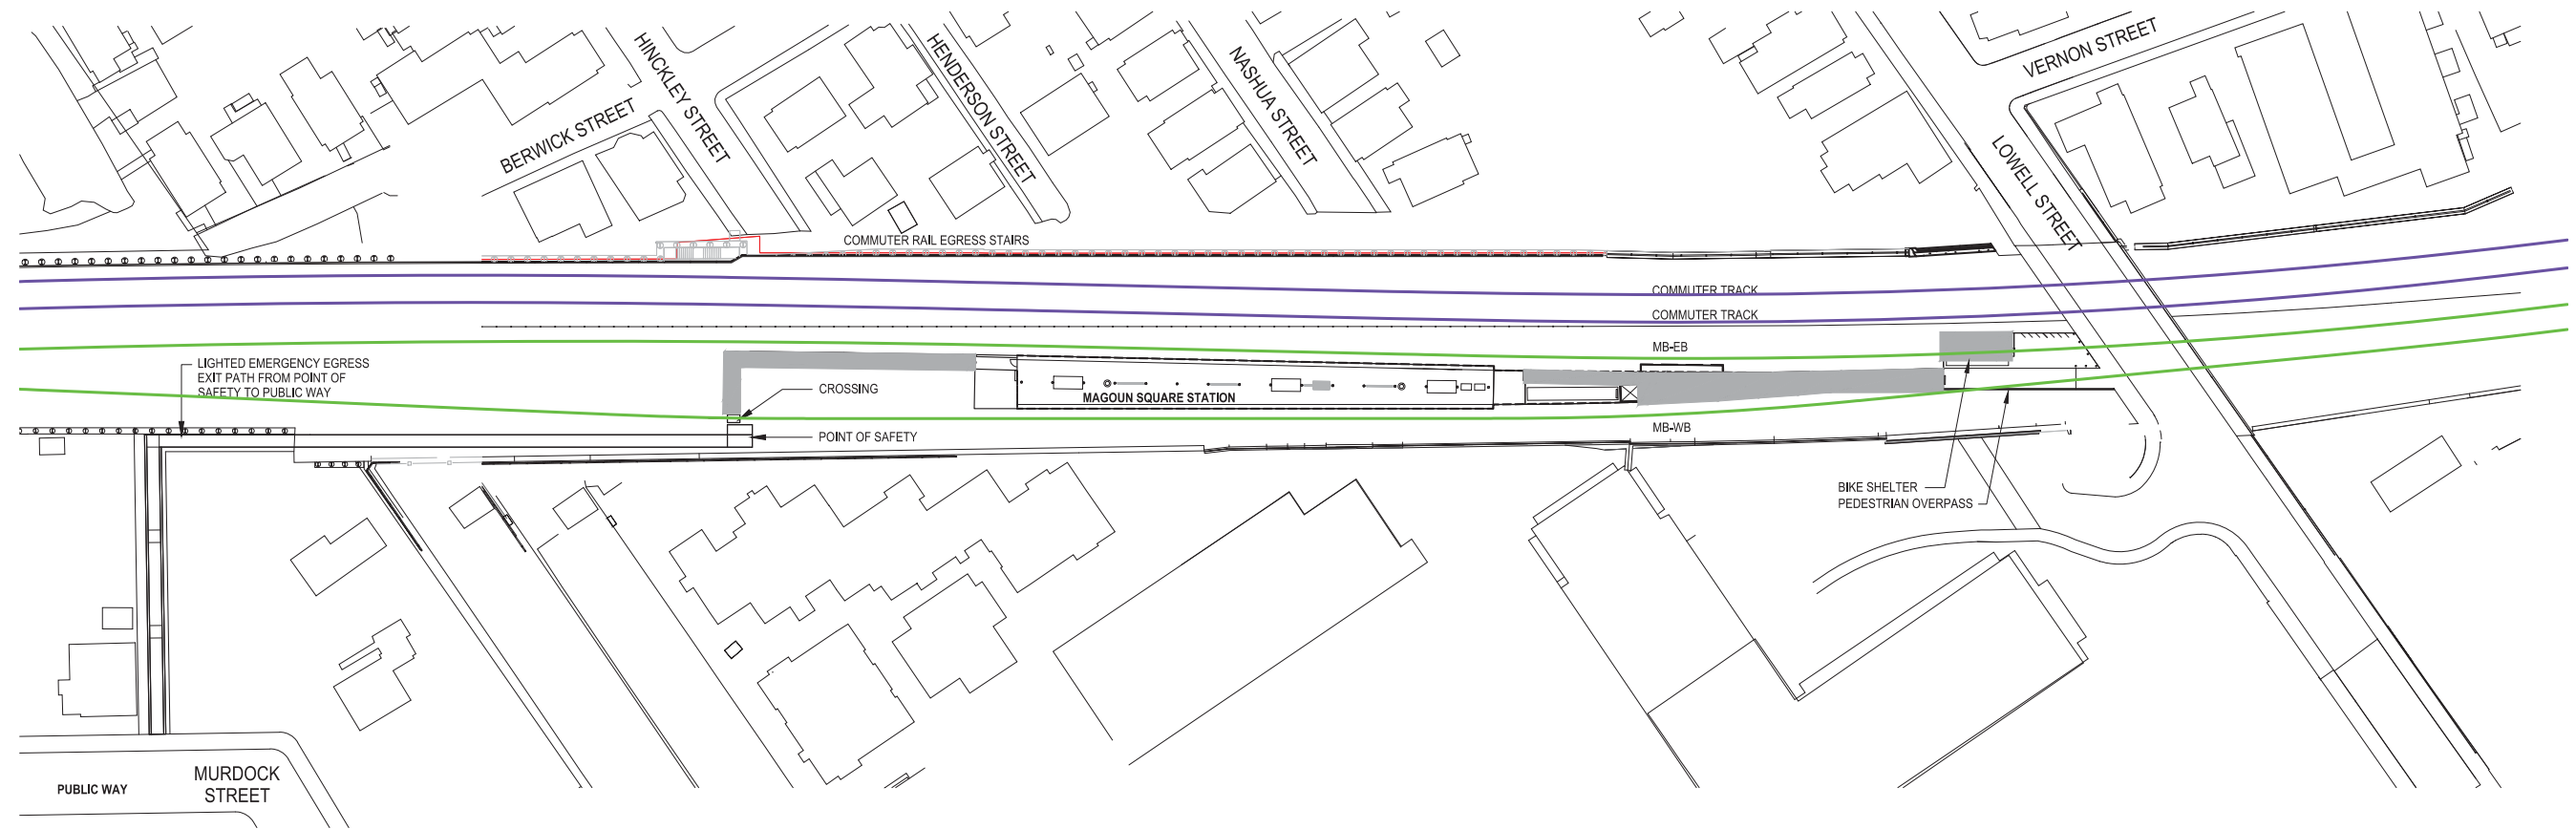 HINCKLEY STREET
HENDERSON STREET
NASHUA STREET
VERNON STREET
BERWICK STREET
LOWELL STREET
COMMUTER RAIL EGRESS STAIRS
COMMUTER TRACK
COMMUTER TRACK
MB-EB
LIGHTED EMERGENCY EGRESS
EXIT PATH FROM POINT OF
SAFETY TO PUBLIC WAY
CROSSING
MAGOUN SQUARE STATION
POINT OF SAFETY
MB-WB
BIKE SHELTER
PEDESTRIAN OVERPASS
MURDOCK
STREET
PUBLIC WAY